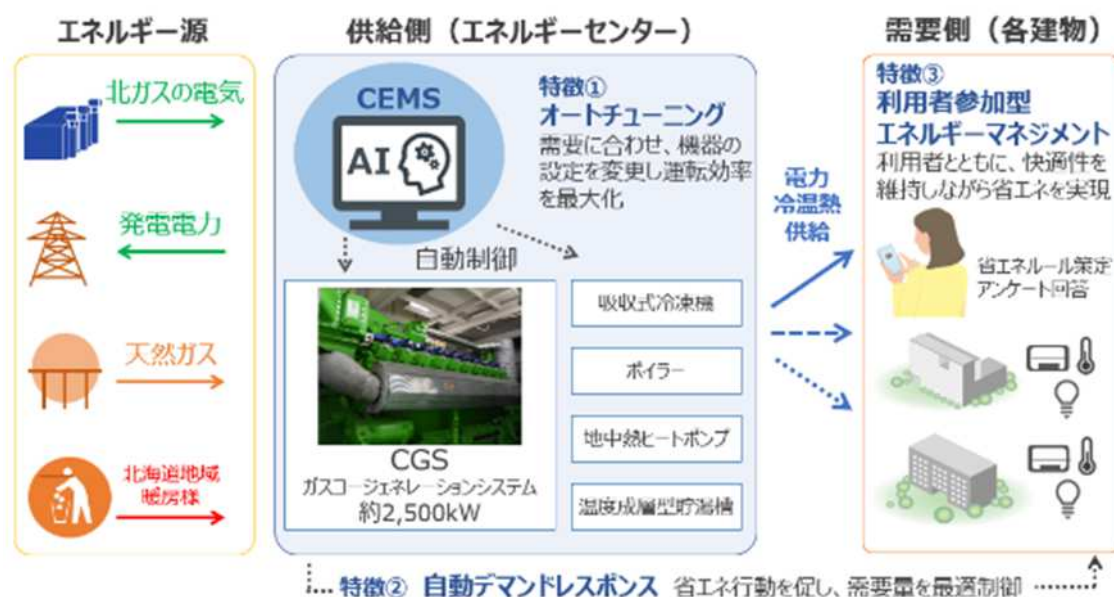 エネルギー源
北ガスの電気
発電電力
天然ガス
北海道地域
暖房様
供給側（エネルギーセンター）
CEMS
AI
特徴①
オートチューニング
需要に合わせ、機器の
設定を変更し運転効率
を最大化
自動制御
CGS
ガスコージェネレーションシステム
約2,500kW
吸収式冷凍機
ボイラー
地中熱ヒートポンプ
温度成層型貯湯槽
電力
冷温熱
供給
需要側（各建物）
特徴③
利用者参加型
エネルギーマネジメント
利用者とともに、快適性を
維持しながら省エネを実現
省エネルール策定
アンケート回答
特徴② 自動デマンドレスポンス 省エネ行動を促し、需要量を最適制御